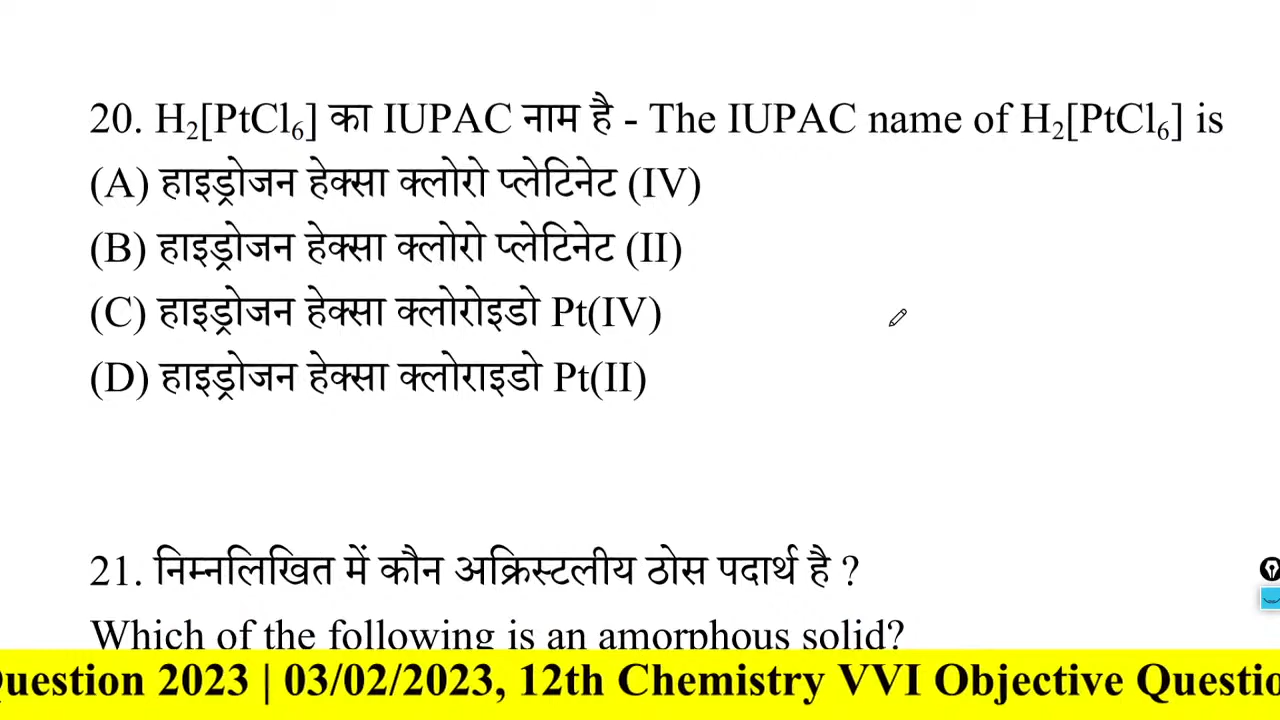 20. H₂[PtCl₆] का IUPAC नाम है - The IUPAC name of H₂[PtCl₆] is
(A) हाइड्रोजन हेक्सा क्लोरो प्लेटिनेट (IV)
(B) हाइड्रोजन हेक्सा क्लोरो प्लेटिनेट (II)
(C) हाइड्रोजन हेक्सा क्लोरोइडो Pt(IV)
(D) हाइड्रोजन हेक्सा क्लोराइडो Pt(II)
21. निम्नलिखित में कौन अक्रिस्टलीय ठोस पदार्थ है ?
Which of the following is an amorphous solid?
uestion 2023 | 03/02/2023, 12th Chemistry VVI Objective Questio